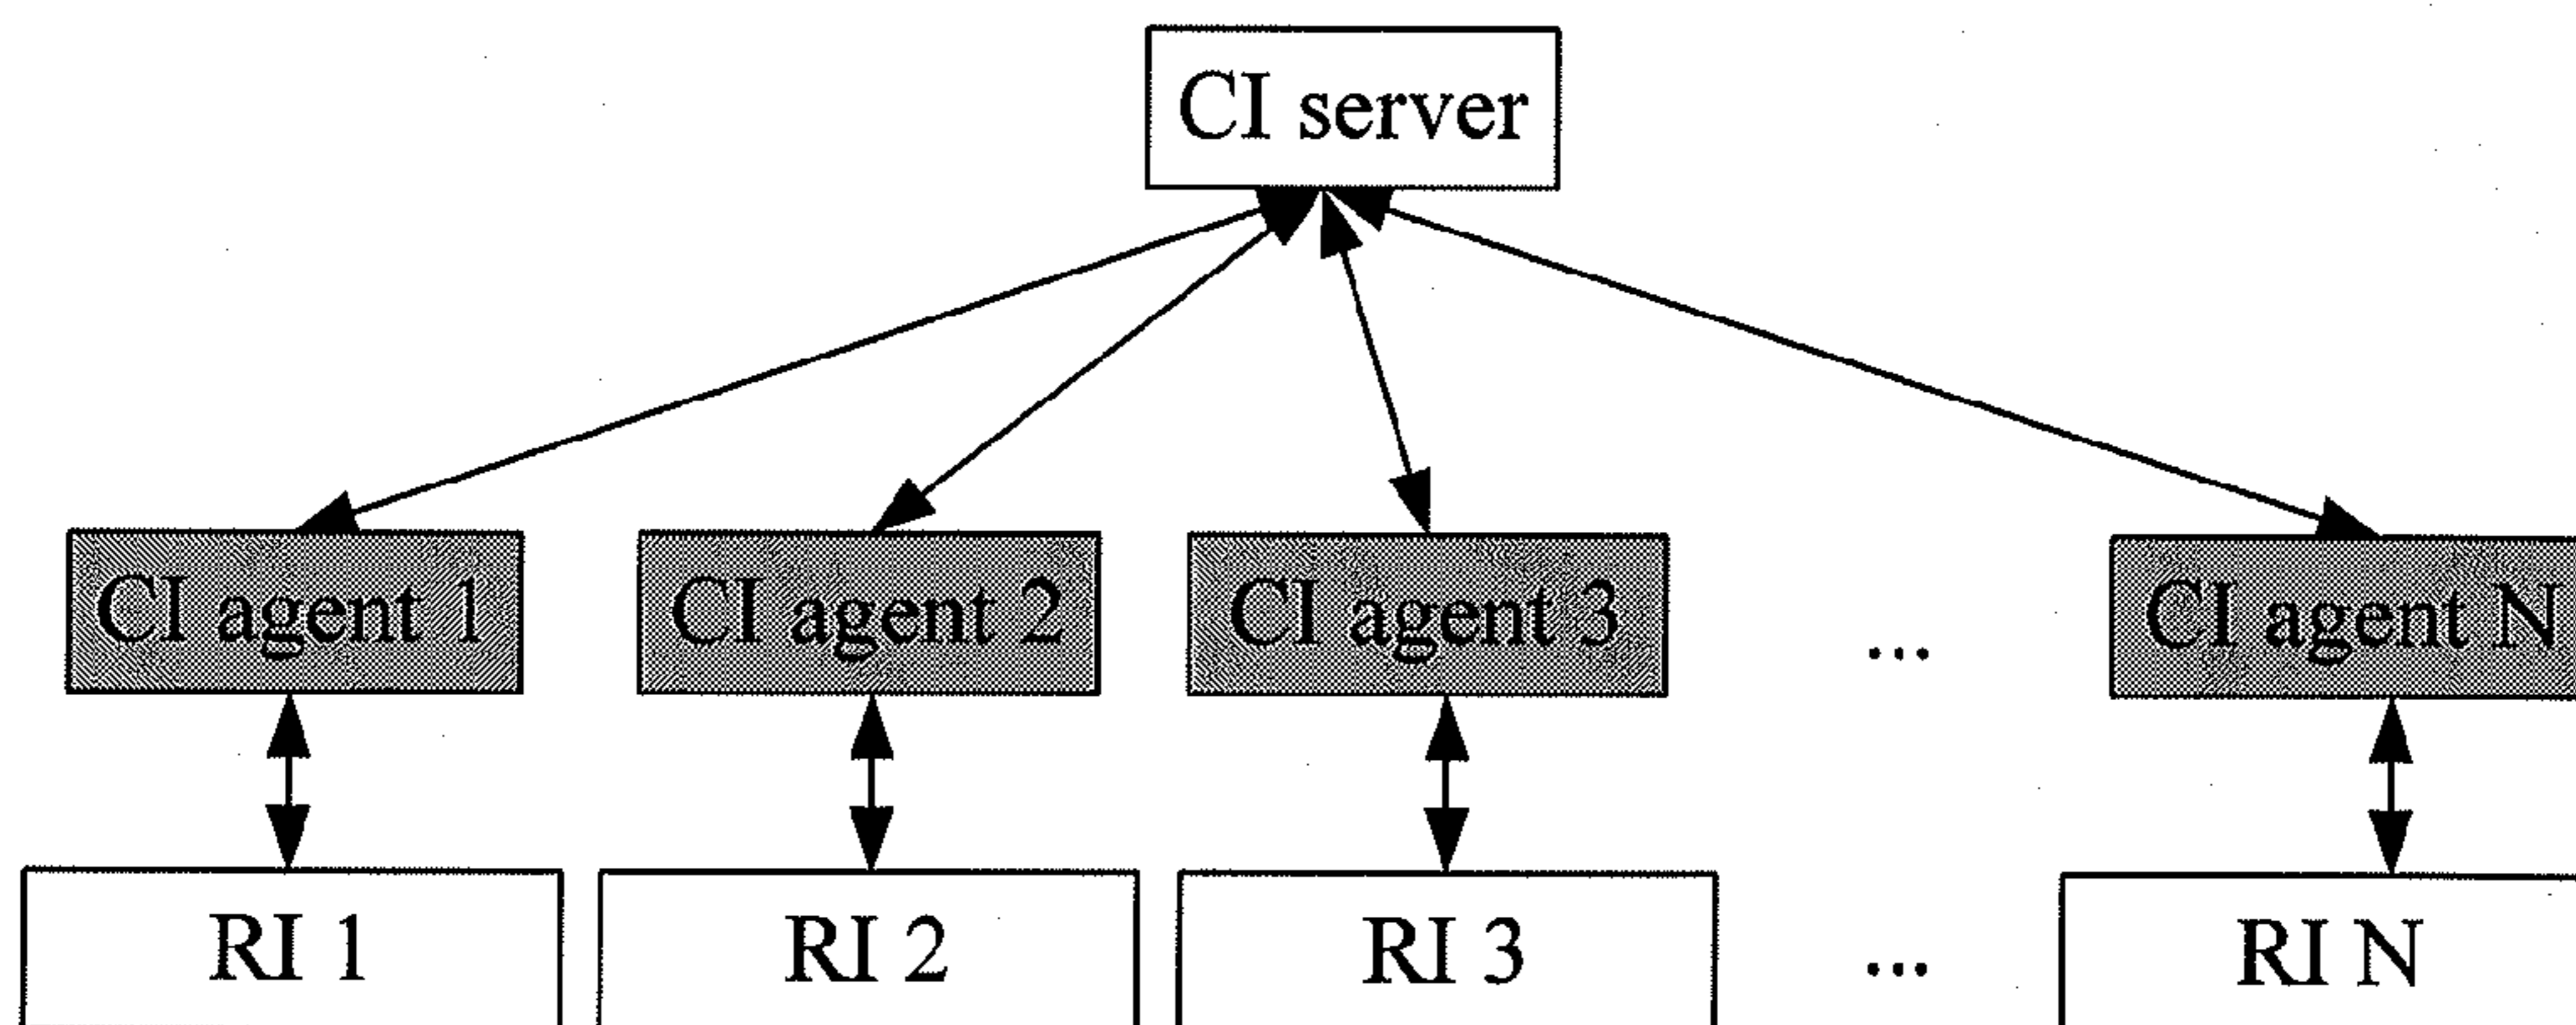 CI server
CI agent 1 CI agent 2 CI agent 3 ... CI agent N
RI 1 RI 2 RI 3 ... RI N